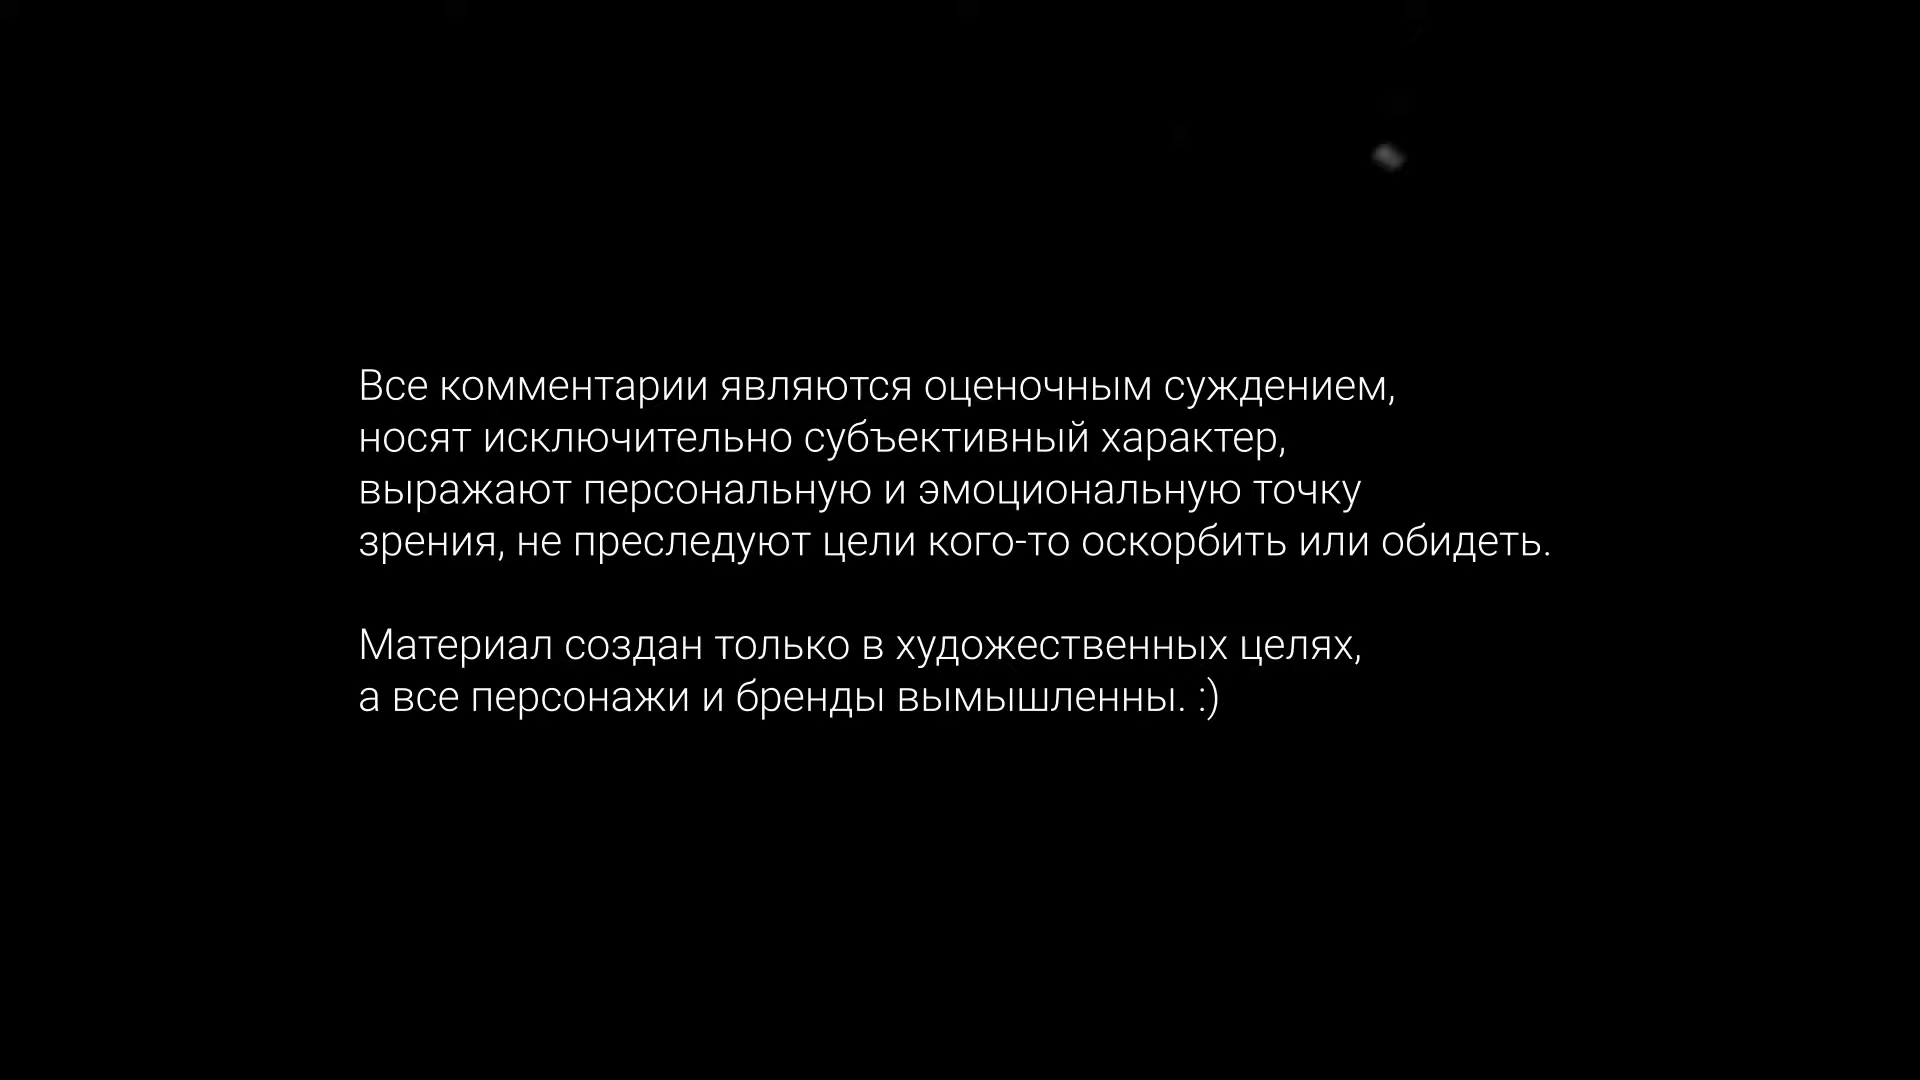 Все комментарии являются оценочным суждением,
носят исключительно субъективный характер,
выражают персональную и эмоциональную точку
зрения, не преследуют цели кого-то оскорбить или обидеть.
Материал создан только в художественных целях,
а все персонажи и бренды вымышленны. :)